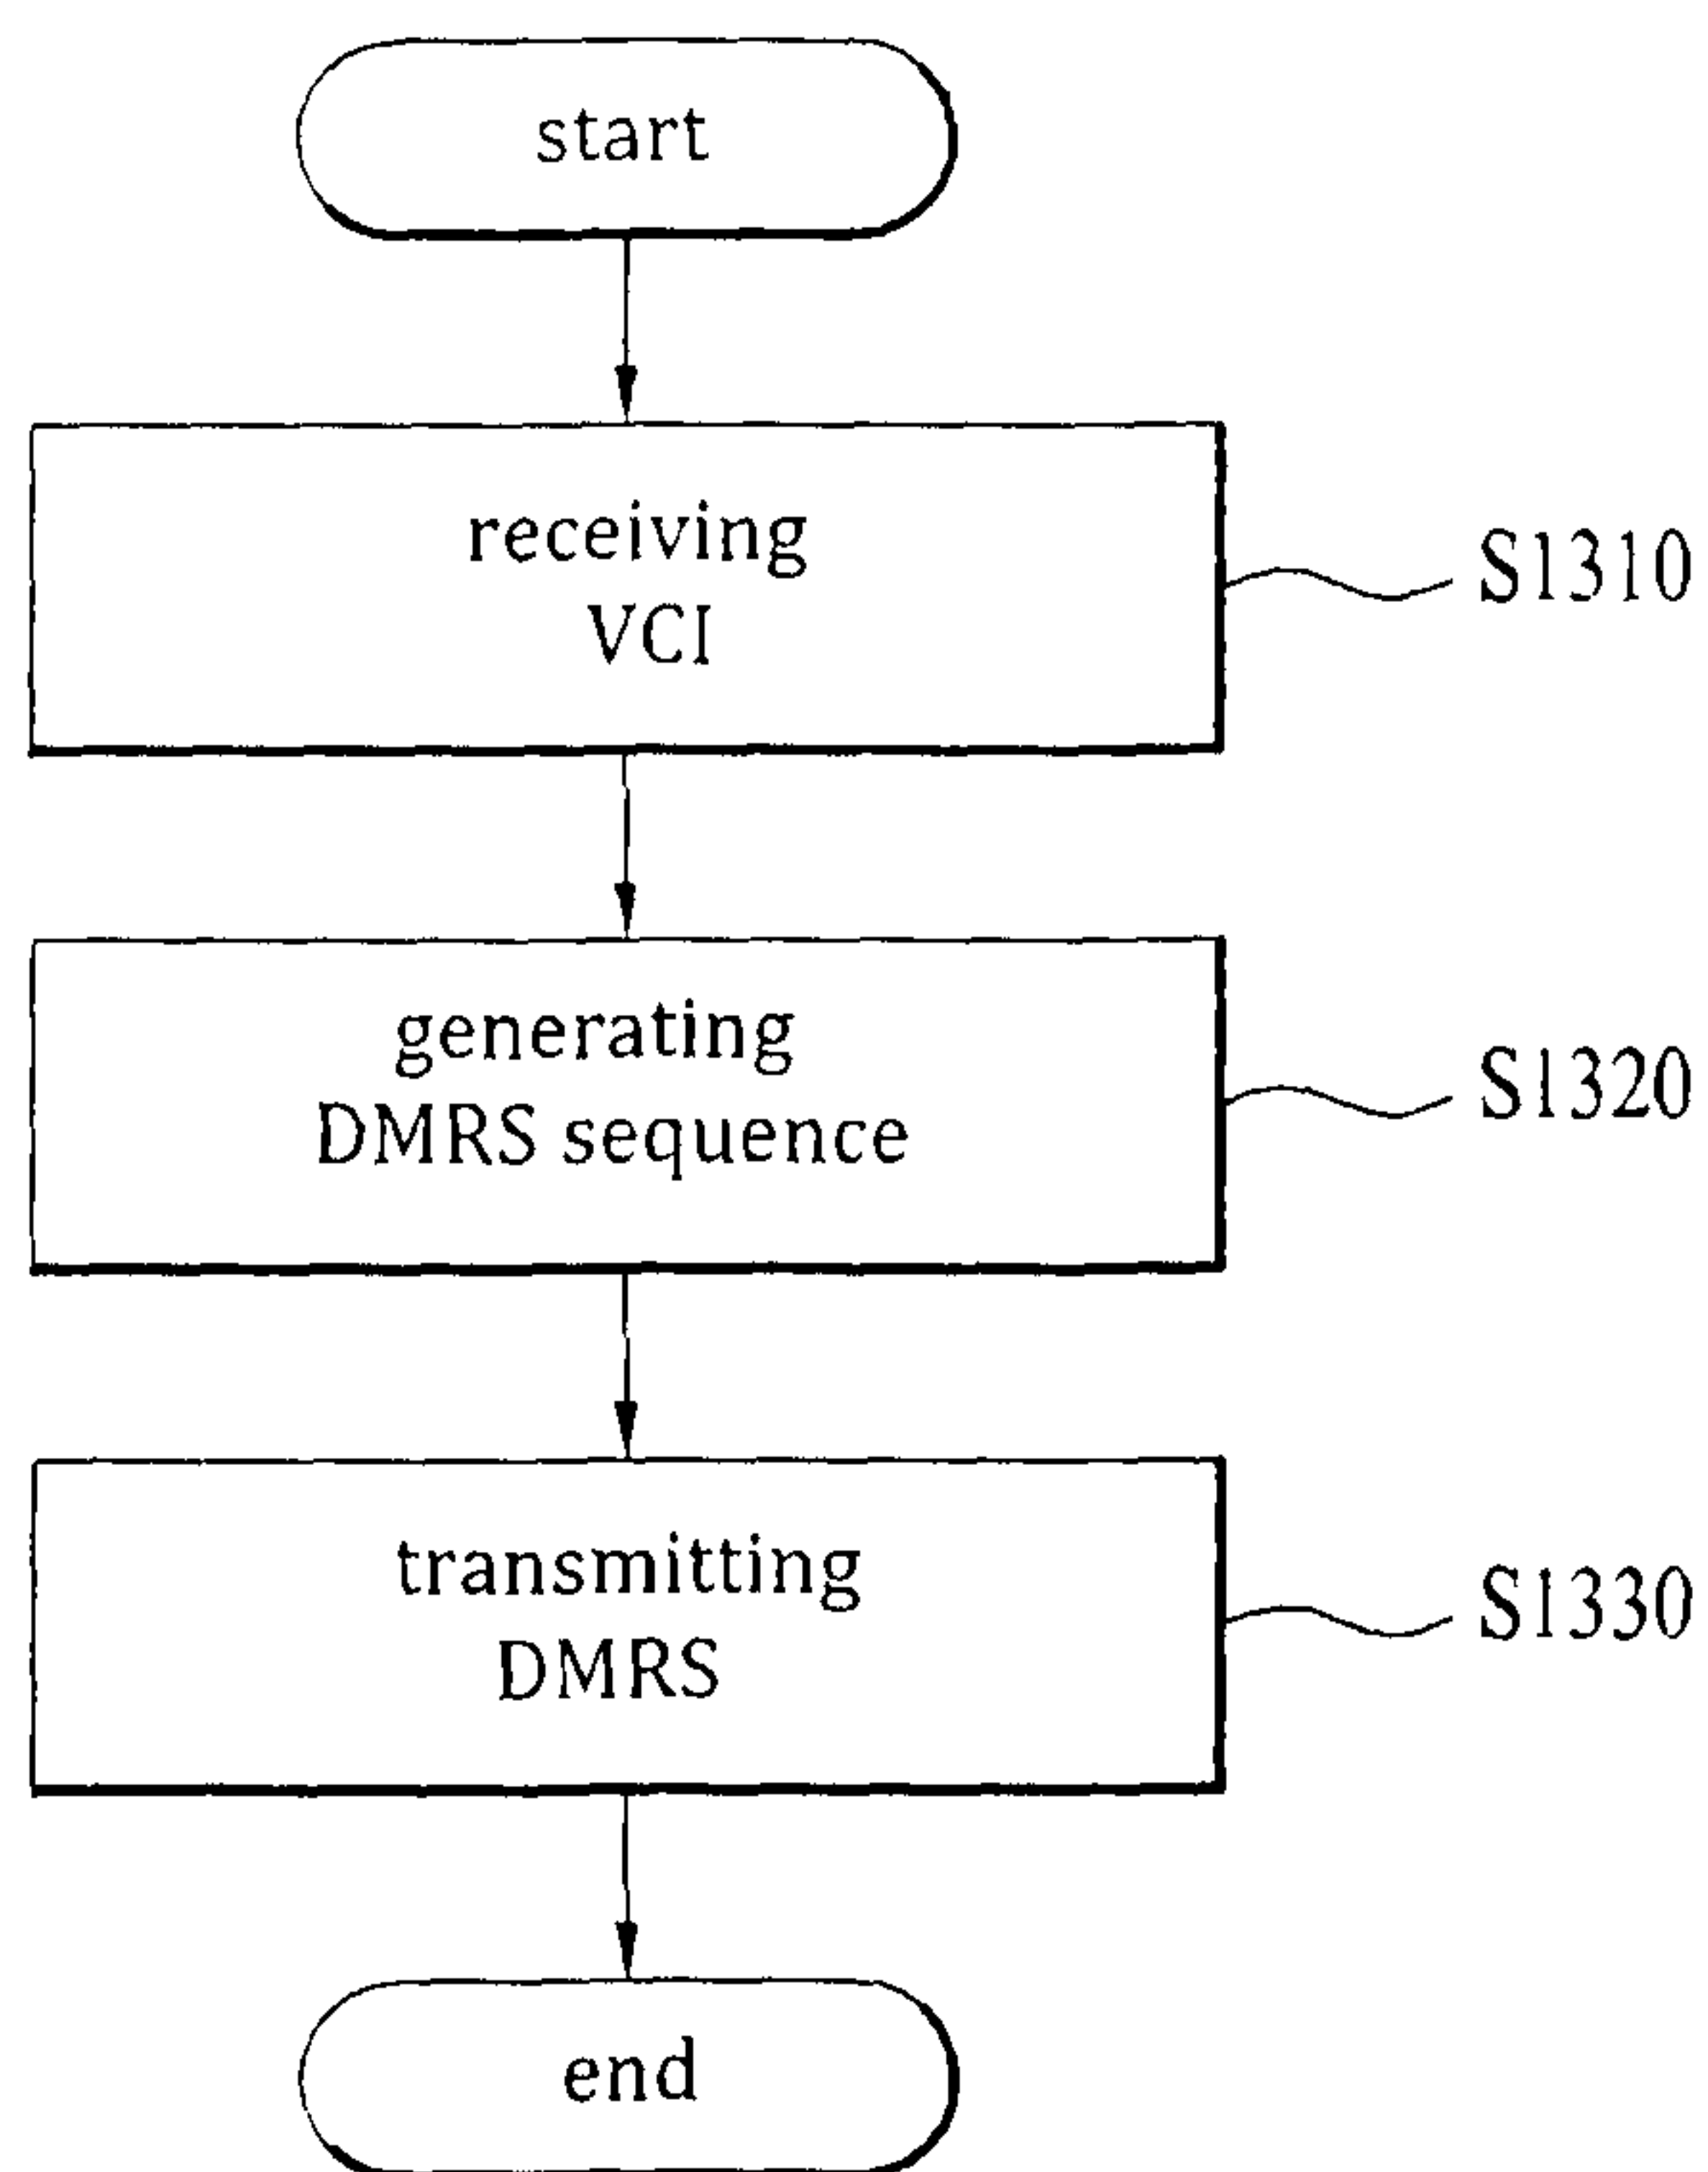 start
receiving
VCI
S1310
generating
DMRS sequence
S1320
transmitting
DMRS
S1330
end